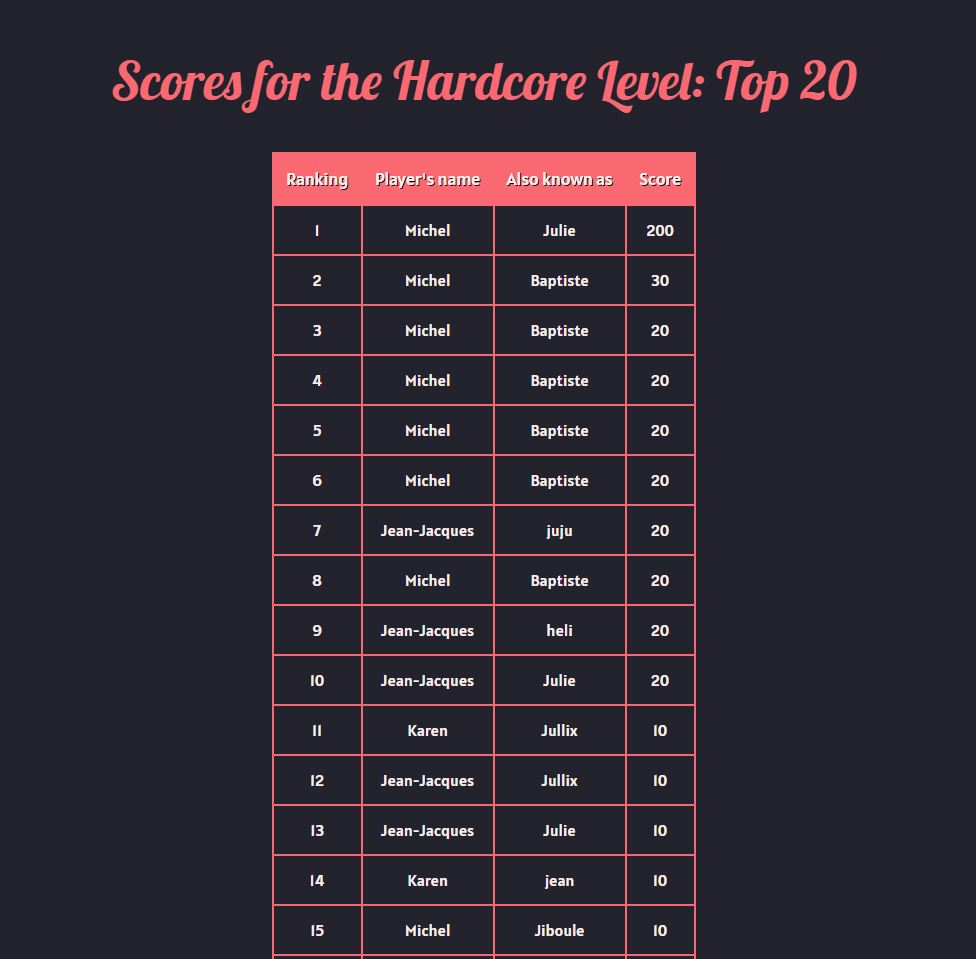 Scores for the Hardcore Level: Top 20
Ranking Player's name Also known as Score
1 Michel Julie 200
2 Michel Baptiste 30
3 Michel Baptiste 20
4 Michel Baptiste 20
5 Michel Baptiste 20
6 Michel Baptiste 20
7 Jean-Jacques juju 20
8 Michel Baptiste 20
9 Jean-Jacques heli 20
10 Jean-Jacques Julie 20
11 Karen Jullix 10
12 Jean-Jacques Jullix 10
13 Jean-Jacques Julie 10
14 Karen jean 10
15 Michel Jiboule 10